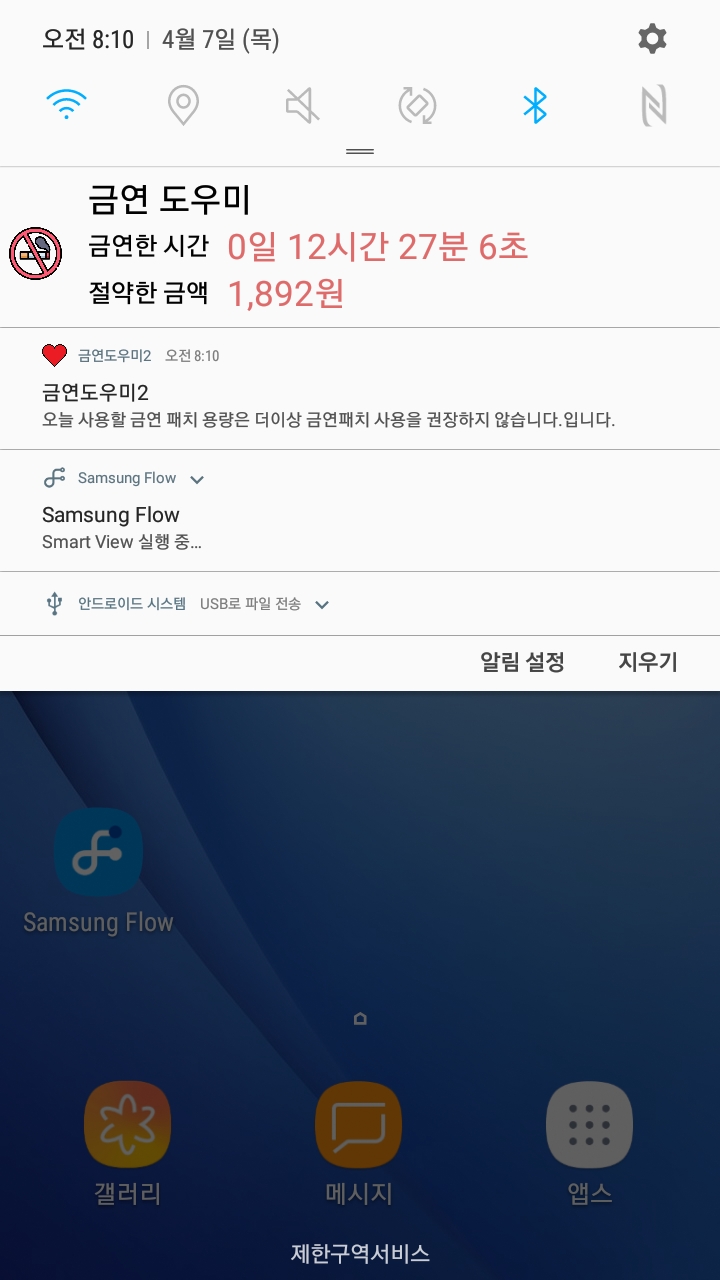 오전 8:10 | 4월 7일 (목)
금연 도우미
금연한 시간 0일 12시간 27분 6초
절약한 금액 1,892원
금연도우미2 오전 8:10
금연도우미2
오늘 사용할 금연 패치 용량은 더이상 금연패치 사용을 권장하지 않습니다.입니다.
Samsung Flow
Samsung Flow
Smart View 실행 중...
안드로이드 시스템 USB로 파일 전송
알림 설정 지우기
Samsung Flow
갤러리 메시지 앱스
제한구역서비스